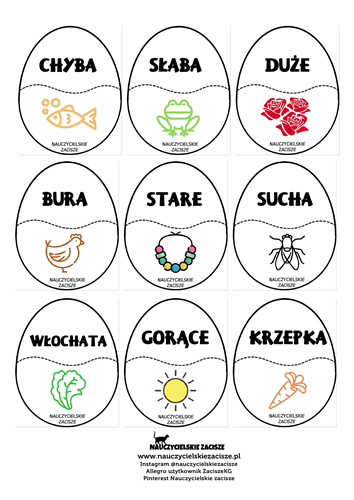 CHYBA
NAUCZYCIELSKIE
ZACISZE
SŁABA
NAUCZYCIELSKIE
ZACISZE
DUŻE
NAUCZYCIELSKIE
ZACISZE
BURA
NAUCZYCIELSKIE
ZACISZE
STARE
NAUCZYCIELSKIE
ZACISZE
SUCHA
NAUCZYCIELSKIE
ZACISZE
WŁOCHATA
NAUCZYCIELSKIE
ZACISZE
GORĄCE
NAUCZYCIELSKIE
ZACISZE
KRZEPKA
NAUCZYCIELSKIE
ZACISZE
NAUCZYCIELSKIE ZACISZE
www.nauczycielskiezacisze.pl
Instagram @nauczycielskiezacisze
Allegro użytkownik ZaciszeKG
Pinterest Nauczycielskie zacisze